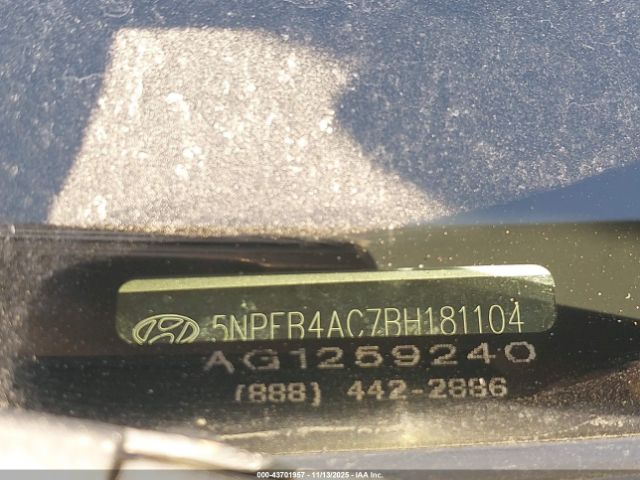 5NPEB4AC7BH181104
AG1259240
(888) 442-2886
000-43701957 - 11/13/2025 - IAA Inc.